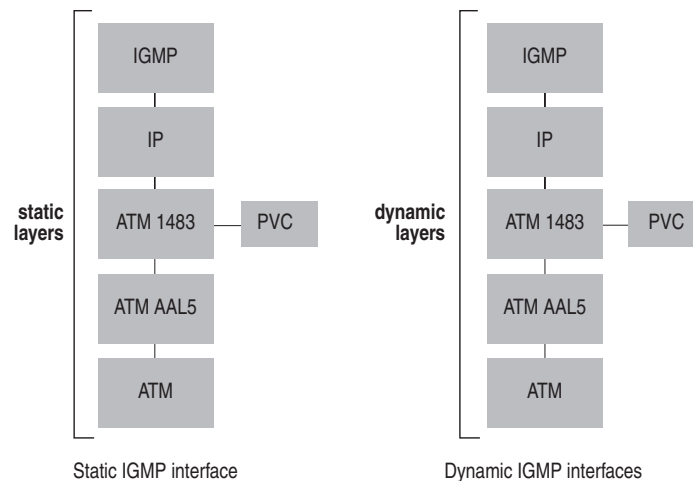 IGMP
IP
static
layers
ATM 1483
PVC
ATM AAL5
ATM
Static IGMP interface
IGMP
IP
dynamic
layers
ATM 1483
PVC
ATM AAL5
ATM
Dynamic IGMP interfaces